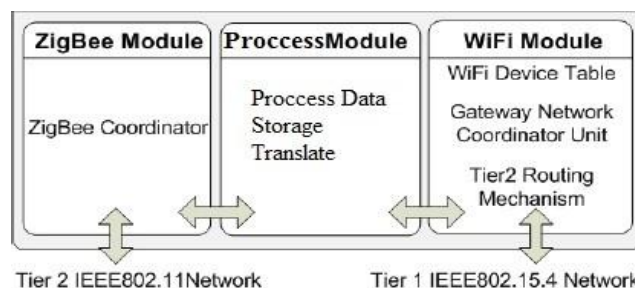 ZigBee Module
ZigBee Coordinator
ProccessModule
Proccess Data
Storage
Translate
WiFi Module
WiFi Device Table
Gateway Network
Coordinator Unit
Tier2 Routing
Mechanism
Tier 2 IEEE802.11Network
Tier 1 IEEE802.15.4 Network